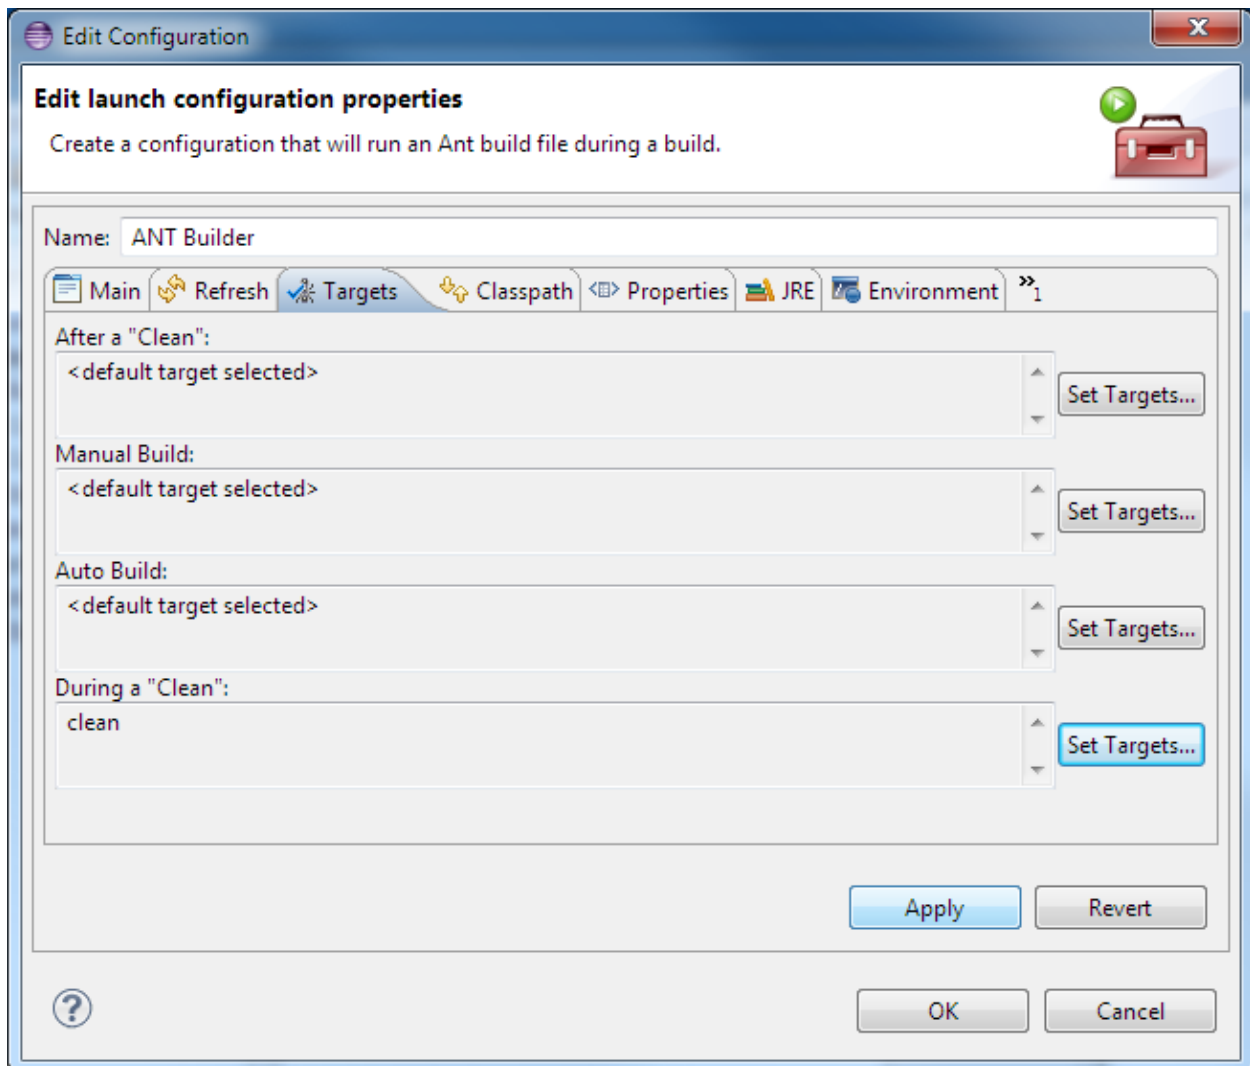 Edit Configuration
Edit launch configuration properties
Create a configuration that will run an Ant build file during a build.
Name: ANT Builder
Main Refresh Targets Classpath Properties JRE Environment »1
After a "Clean":
<default target selected>
Set Targets...
Manual Build:
<default target selected>
Set Targets...
Auto Build:
<default target selected>
Set Targets...
During a "Clean":
clean
Set Targets...
Apply Revert
? OK Cancel